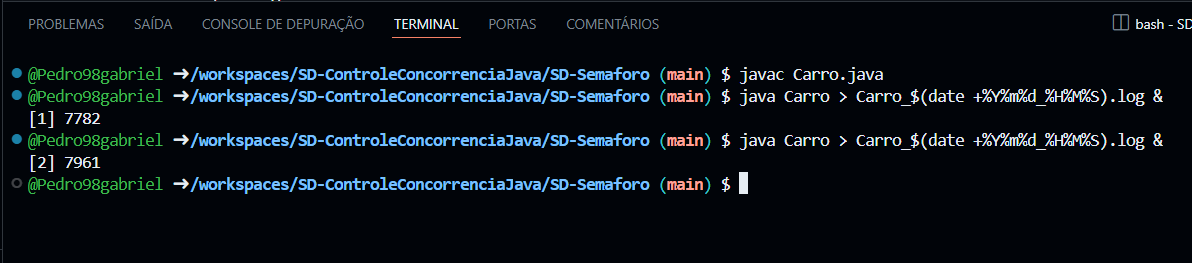 PROBLEMAS SAÍDA CONSOLE DE DEPURAÇÃO TERMINAL PORTAS COMENTÁRIOS bash - SD
@Pedro98gabriel ➜/workspaces/SD-ControleConcorrenciaJava/SD-Semaforo (main) $ javac Carro.java
@Pedro98gabriel ➜/workspaces/SD-ControleConcorrenciaJava/SD-Semaforo (main) $ java Carro > Carro_$(date +%Y%m%d_%H%M%S).log &
[1] 7782
@Pedro98gabriel ➜/workspaces/SD-ControleConcorrenciaJava/SD-Semaforo (main) $ java Carro > Carro_$(date +%Y%m%d_%H%M%S).log &
[2] 7961
@Pedro98gabriel ➜/workspaces/SD-ControleConcorrenciaJava/SD-Semaforo (main) $